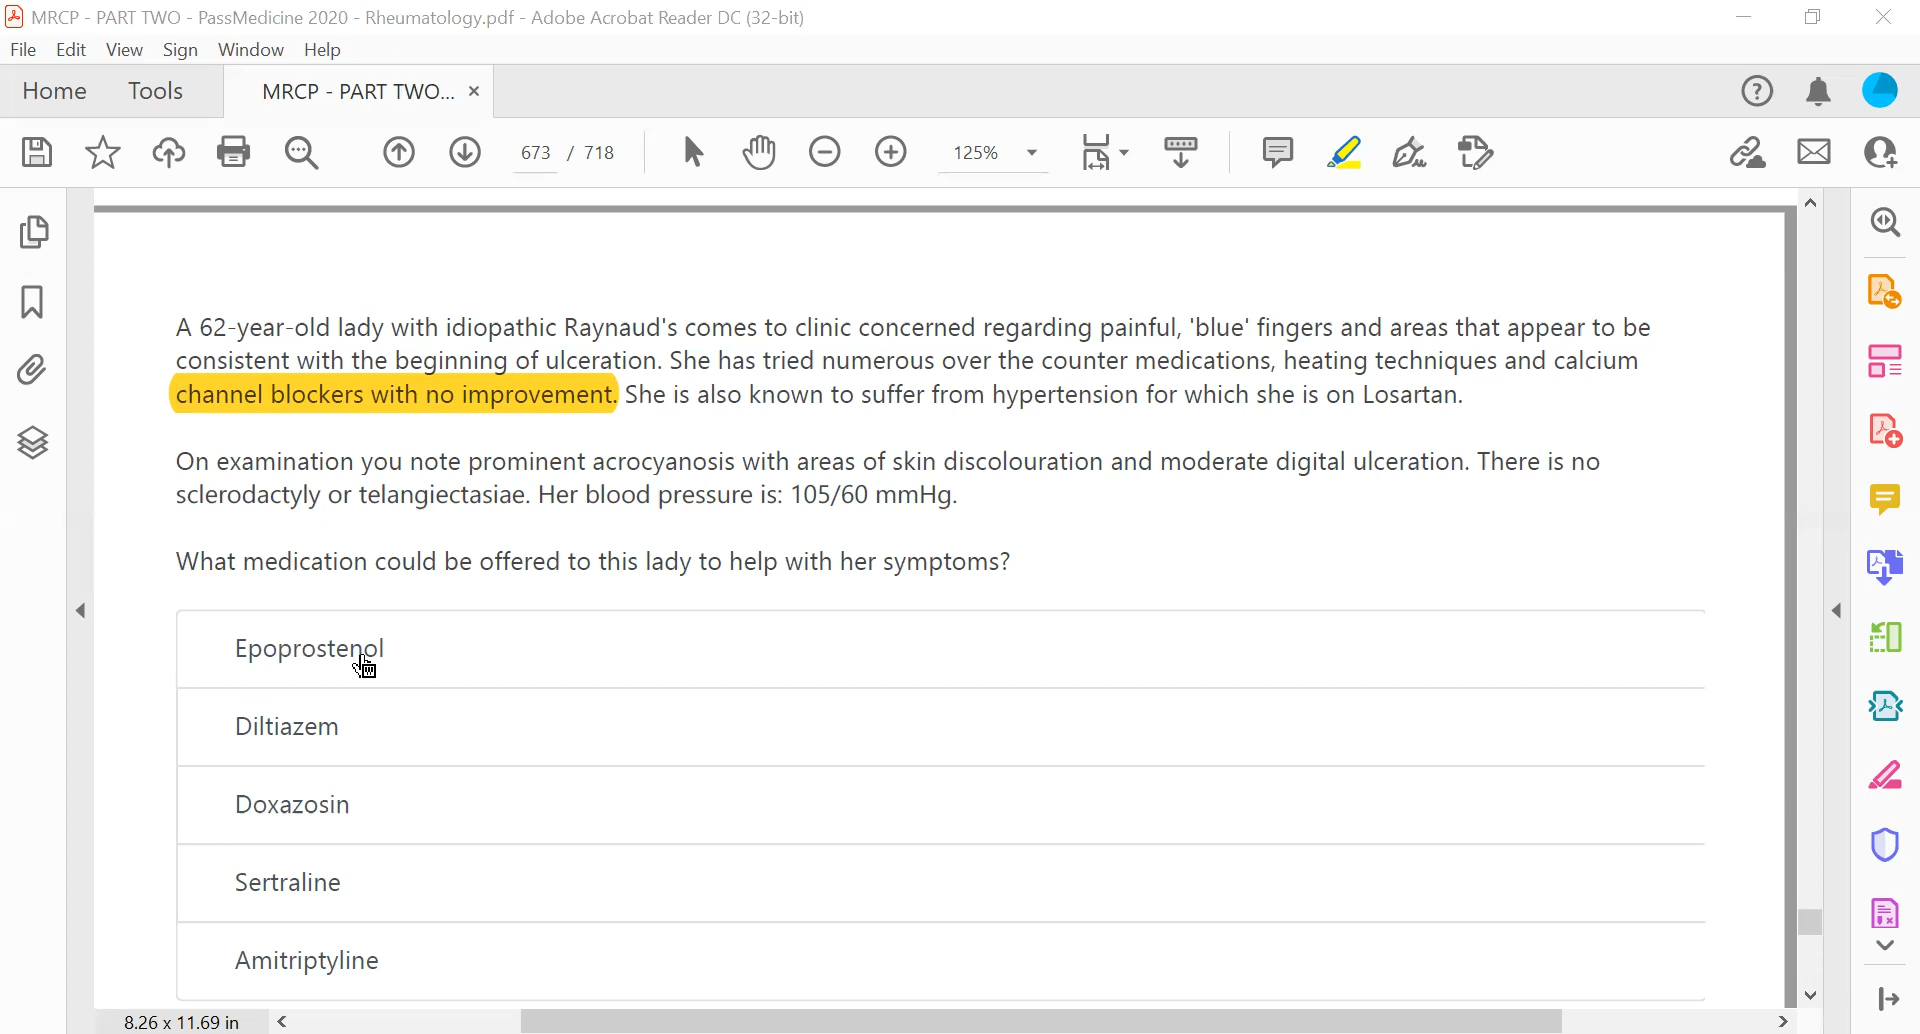 MRCP - PART TWO - PassMedicine 2020 - Rheumatology.pdf - Adobe Acrobat Reader DC (32-bit)
File Edit View Sign Window Help
Home Tools MRCP - PART TWO... ×
673 / 718 125%
A 62-year-old lady with idiopathic Raynaud's comes to clinic concerned regarding painful, 'blue' fingers and areas that appear to be
consistent with the beginning of ulceration. She has tried numerous over the counter medications, heating techniques and calcium
channel blockers with no improvement. She is also known to suffer from hypertension for which she is on Losartan.
On examination you note prominent acrocyanosis with areas of skin discolouration and moderate digital ulceration. There is no
sclerodactyly or telangiectasiae. Her blood pressure is: 105/60 mmHg.
What medication could be offered to this lady to help with her symptoms?
Epoprostenol
Diltiazem
Doxazosin
Sertraline
Amitriptyline
8.26 x 11.69 in